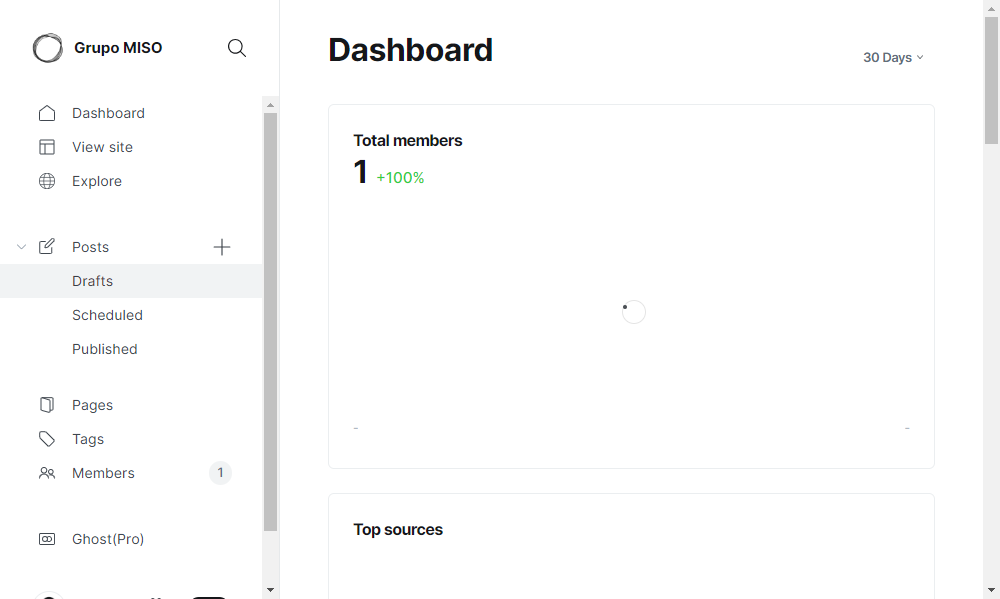 Grupo MISO
Dashboard
View site
Explore
Posts
Drafts
Scheduled
Published
Pages
Tags
Members 1
Ghost(Pro)
Dashboard
30 Days
Total members
1 +100%
- -
Top sources